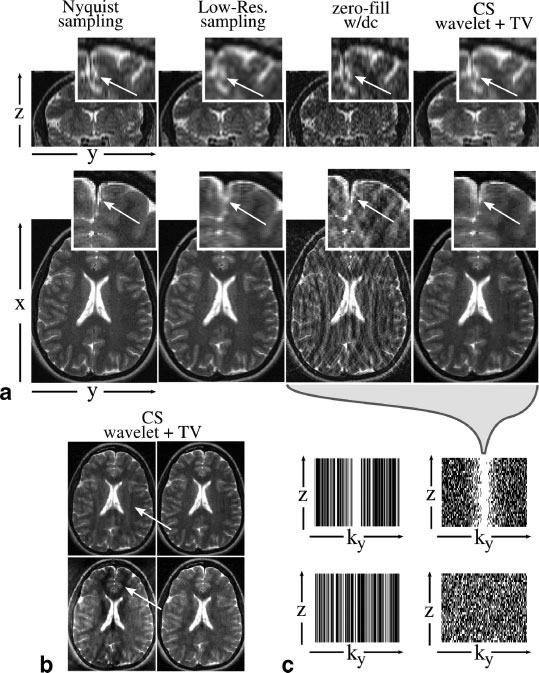 Nyquist
sampling
Low-Res.
sampling
zero-fill
w/dc
CS
wavelet + TV
z
y
x
y
a
CS
wavelet + TV
b
z
ky
z
ky
z
ky
z
ky
c